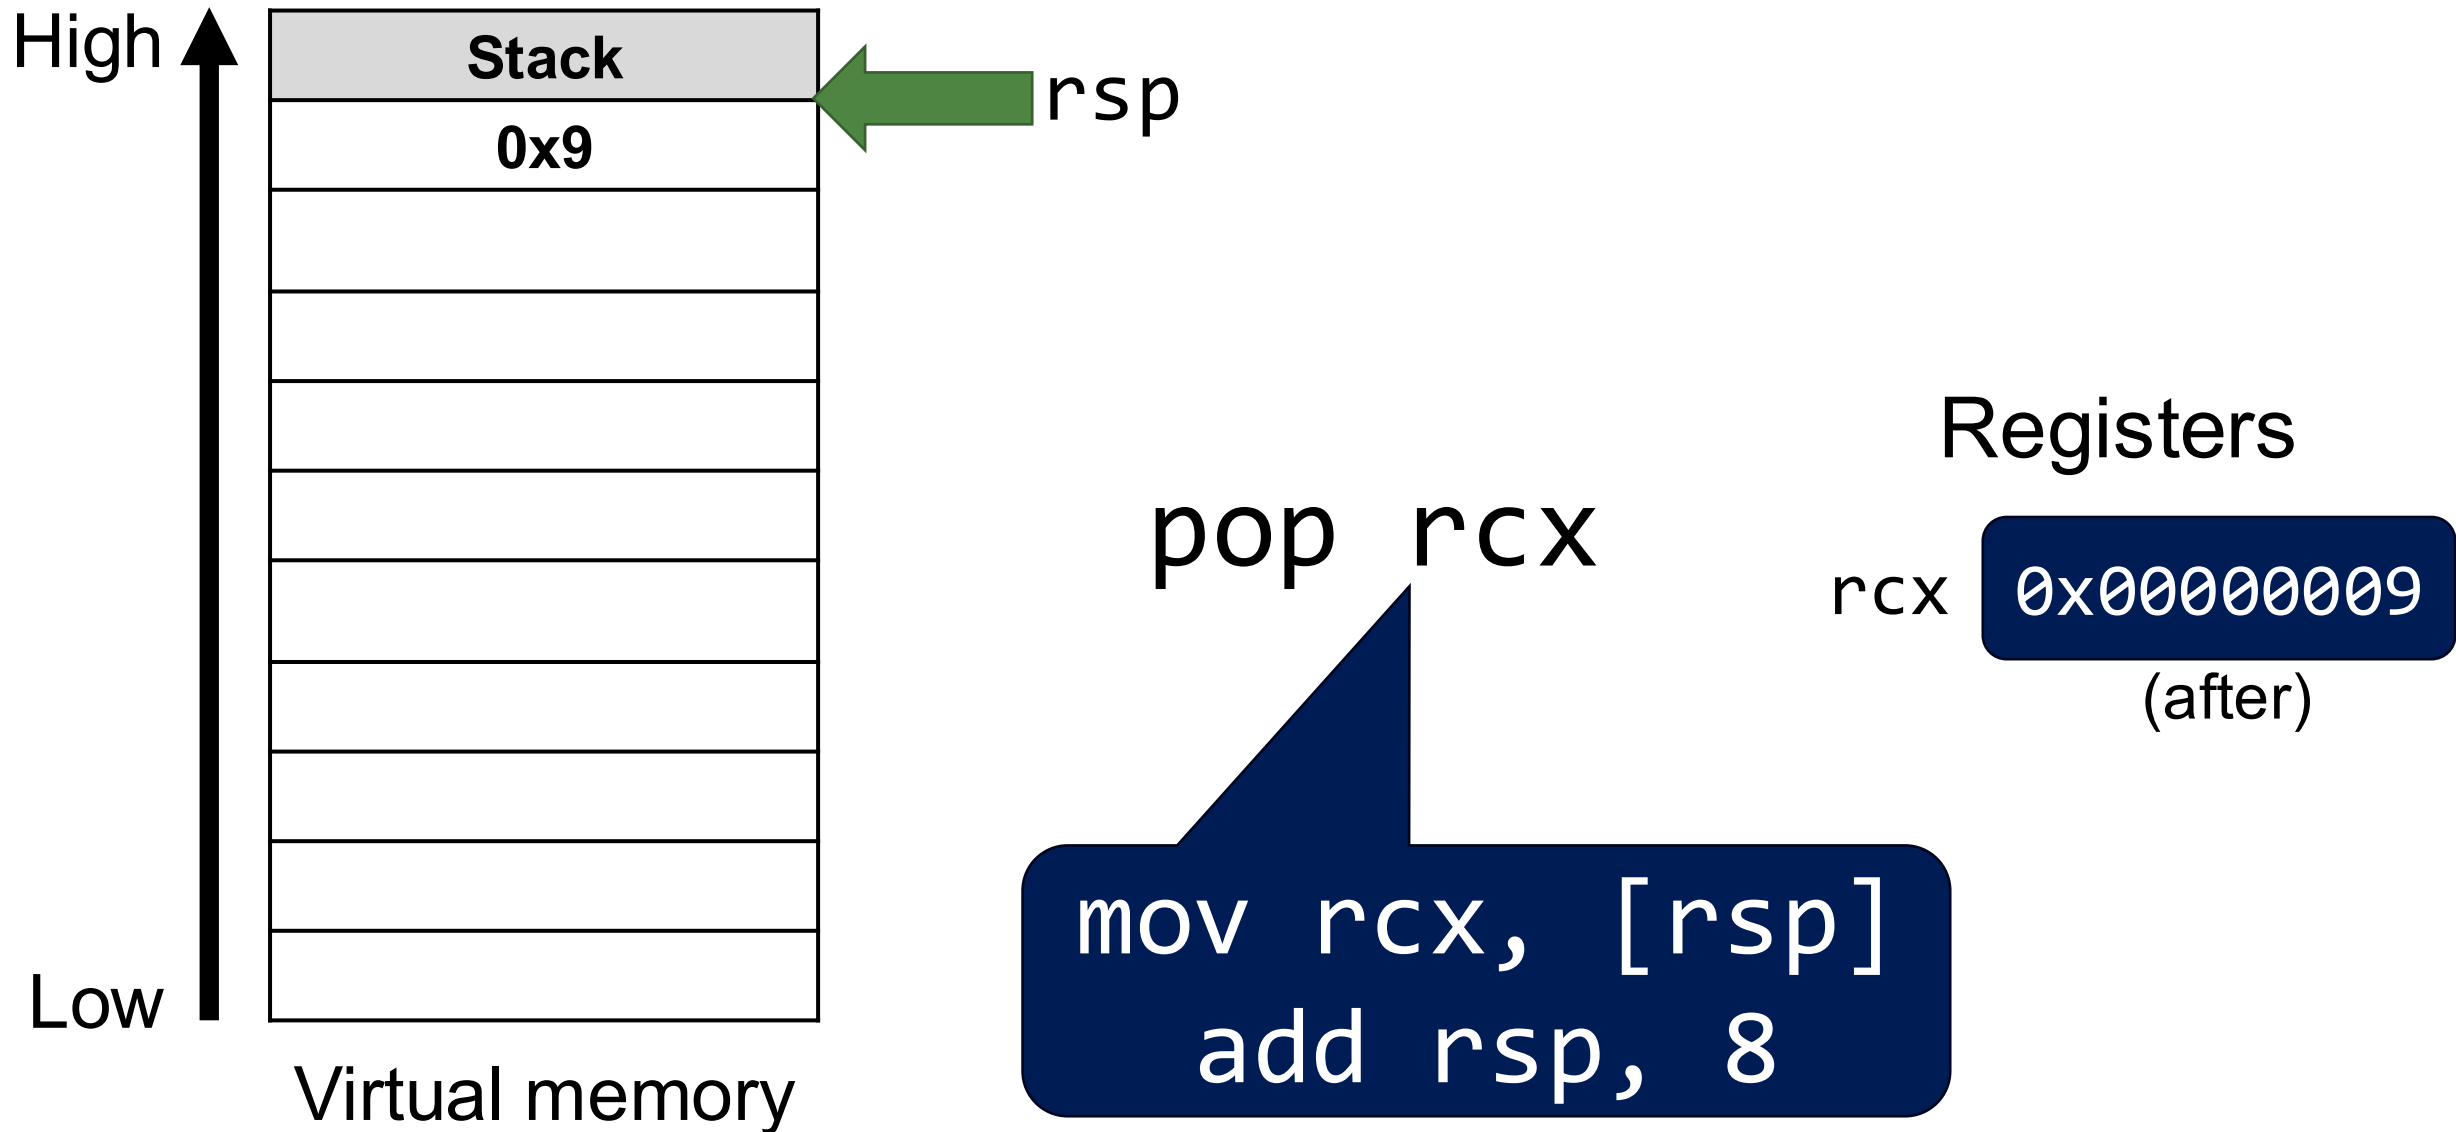 High
Stack
rsp
0x9
Registers
pop rcx
rcx
0x00000009
(after)
mov rcx, [rsp]
add rsp, 8
Low
Virtual memory